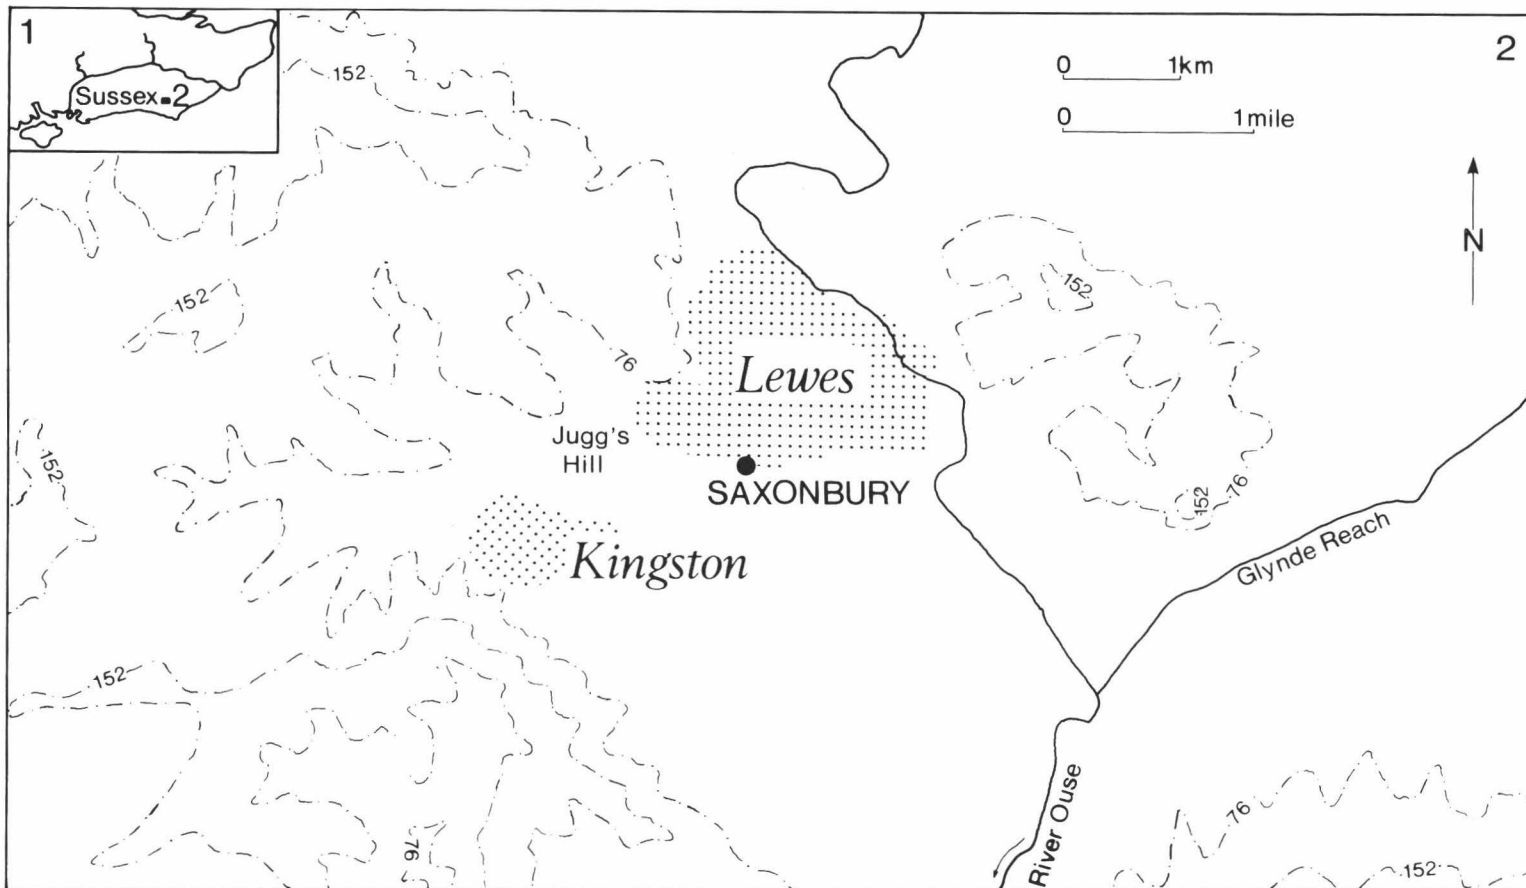 1
Sussex 2
2
0 1km
0 1mile
N
152
152
152
76
Lewes
Jugg's
Hill
SAXONBURY
152
152
76
Kingston
Glynde Reach
152
River Ouse
76
76
152